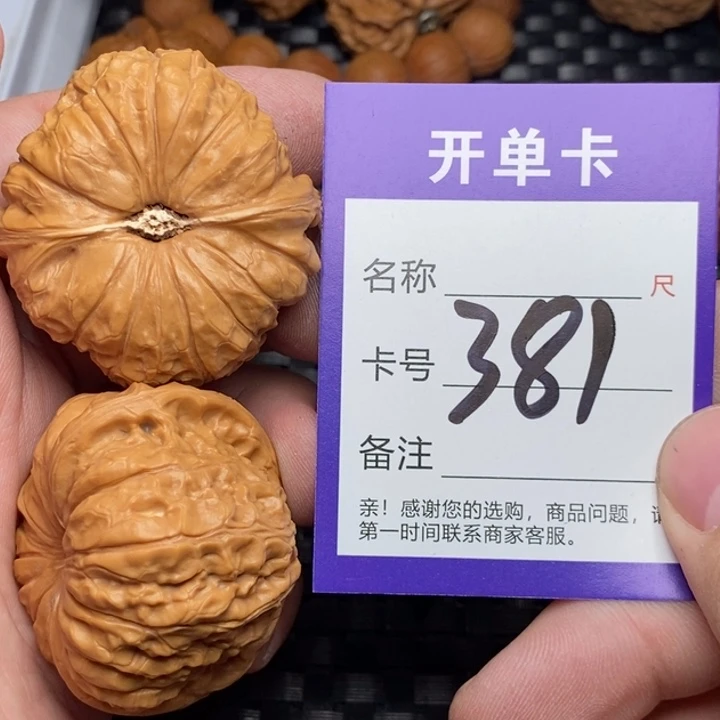 开单卡
名称 尺
卡号 381
备注
亲！感谢您的选购，商品问题，
第一时间联系商家客服。